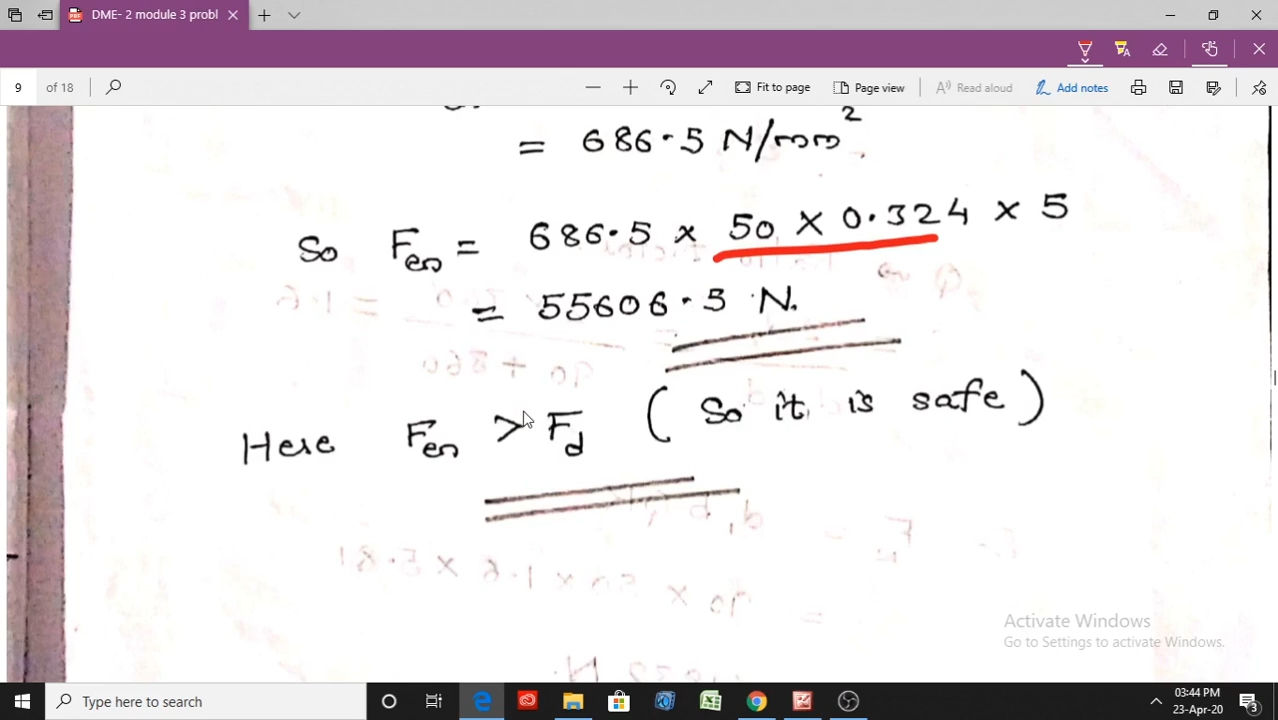 DME- 2 module 3 probl
9 of 18
Fit to page
Page view
Read aloud
Add notes
= 686.5 N/mm²
So Fen = 686.5 × 50 × 0.324 × 5
= 55606.5 N.
Here Fen > Fd ( So it is safe )
Activate Windows
Go to Settings to activate Windows.
Type here to search
03:44 PM
23-Apr-20
3